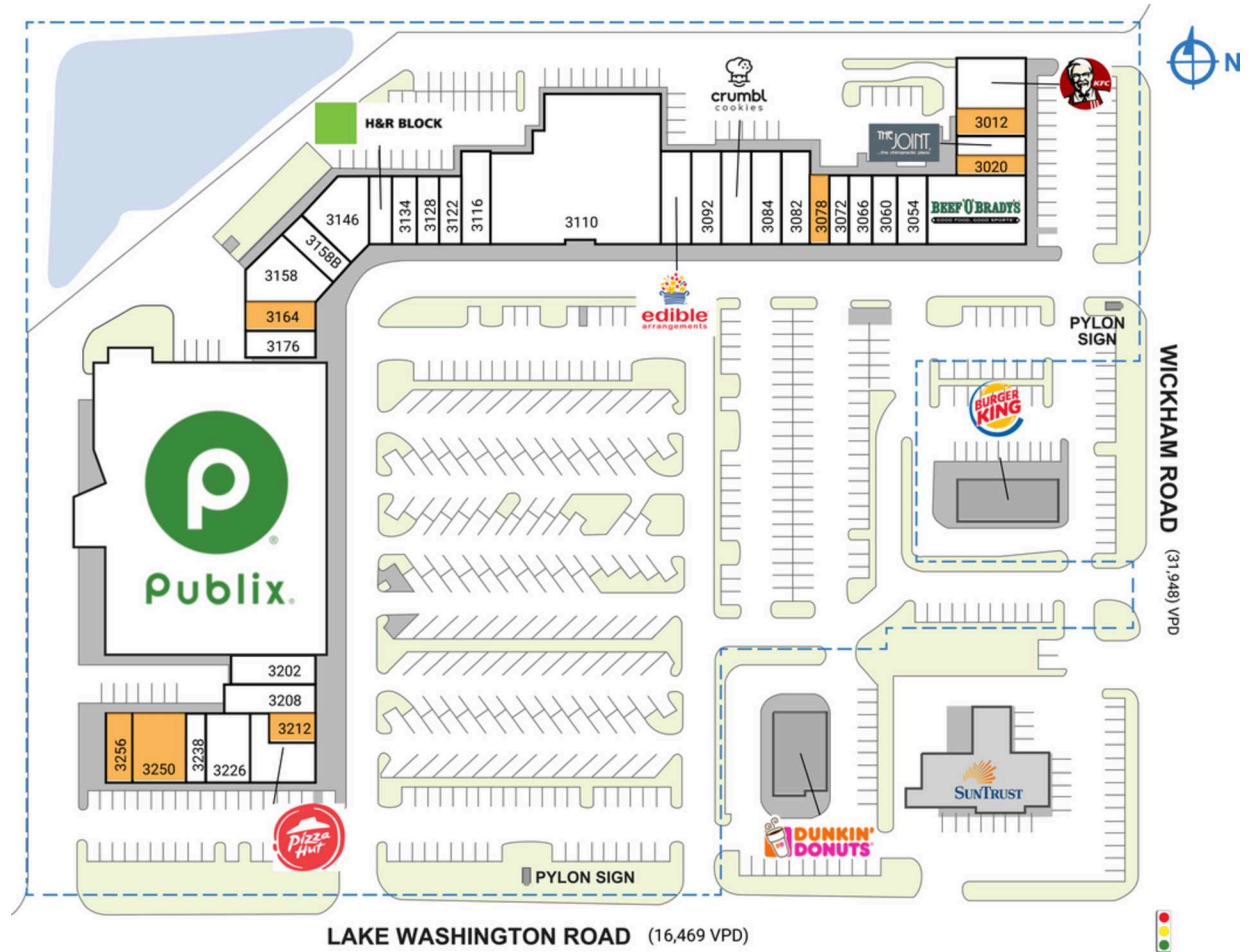 N
KFC
crumbl
cookies
H&R BLOCK
3012
THE JOINT
...the chiropractic place
3020
BEEF 'O' BRADY'S
GOOD FOOD. GOOD SPORTS
3146
3134
3128
3122
3116
3110
3092
3084
3082
3078
3072
3066
3060
3054
3158B
3158
3164
3176
edible
arrangements
PYLON
SIGN
BURGER
KING
WICKHAM ROAD
(31,948) VPD
p
Publix.
3202
3208
3212
3256
3250
3238
3226
Pizza
Hut
SUNTRUST
DD
DUNKIN'
DONUTS
PYLON SIGN
LAKE WASHINGTON ROAD (16,469 VPD)